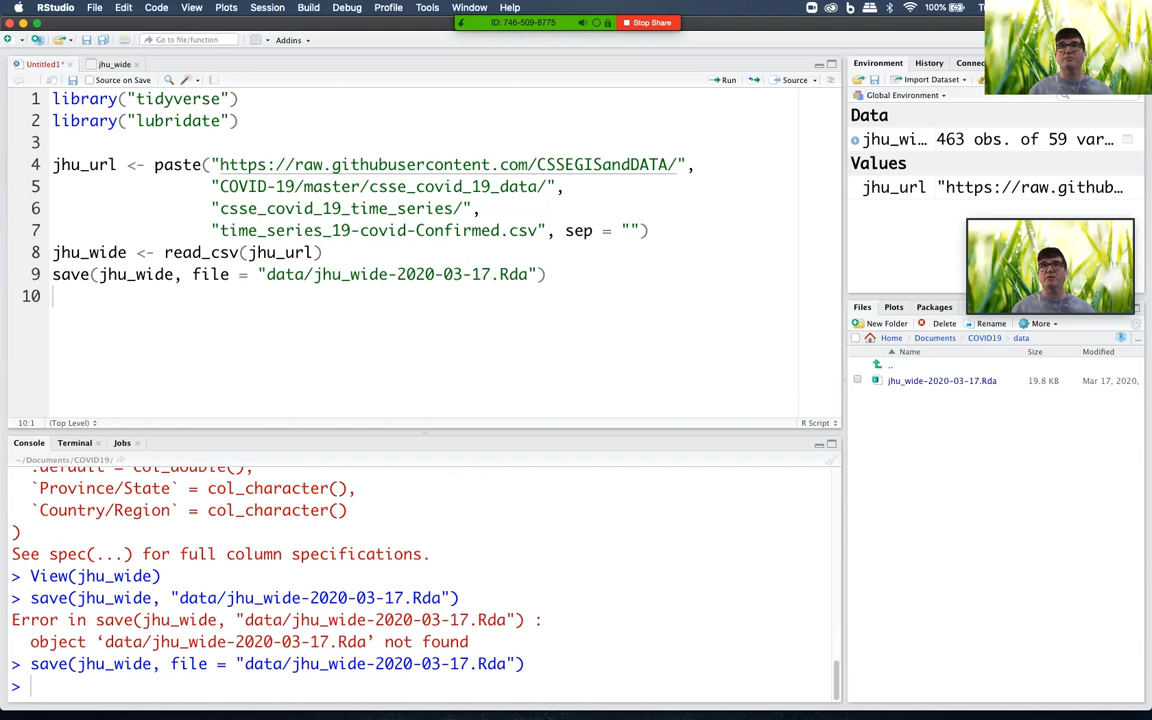 RStudio File Edit Code View Plots Session Build Debug Profile Tools Window Help 100%
ID: 746-509-8775 Stop Share
Go to file/function Addins
Untitled1* jhu_wide
Source on Save Run Source
1 library("tidyverse")
2 library("lubridate")
3
4 jhu_url <- paste("https://raw.githubusercontent.com/CSSEGISandDATA/",
5 "COVID-19/master/csse_covid_19_data/",
6 "csse_covid_19_time_series/",
7 "time_series_19-covid-Confirmed.csv", sep = "")
8 jhu_wide <- read_csv(jhu_url)
9 save(jhu_wide, file = "data/jhu_wide-2020-03-17.Rda")
10
10:1 (Top Level) R Script
Console Terminal Jobs
~/Documents/COVID19/
.default = col_double(),
`Province/State` = col_character(),
`Country/Region` = col_character()
)
See spec(...) for full column specifications.
> View(jhu_wide)
> save(jhu_wide, "data/jhu_wide-2020-03-17.Rda")
Error in save(jhu_wide, "data/jhu_wide-2020-03-17.Rda") :
object ‘data/jhu_wide-2020-03-17.Rda’ not found
> save(jhu_wide, file = "data/jhu_wide-2020-03-17.Rda")
>
Environment History Connec
Import Dataset
Global Environment
Data
jhu_wi… 463 obs. of 59 var…
Values
jhu_url "https://raw.github…
Files Plots Packages
New Folder Delete Rename More
Home Documents COVID19 data
Name Size Modified
..
jhu_wide-2020-03-17.Rda 19.8 KB Mar 17, 2020,